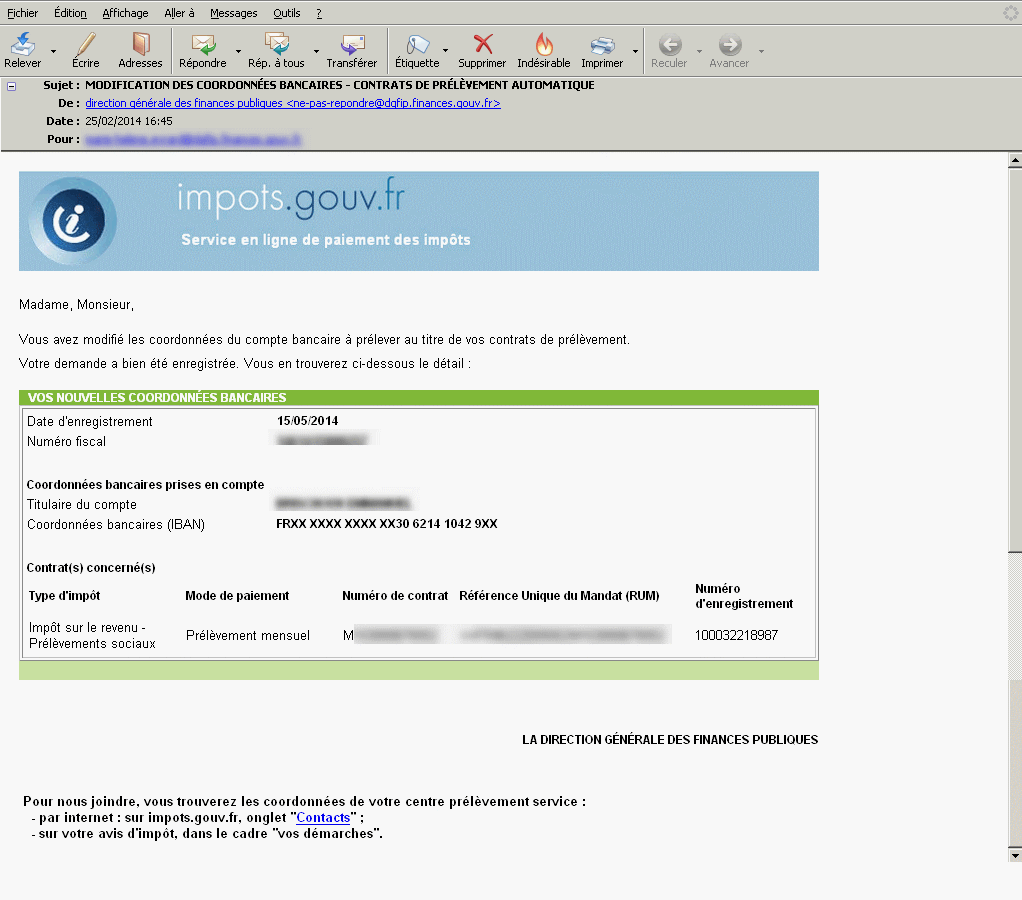 Fichier Édition Affichage Aller à Messages Outils ?
Relever Écrire Adresses Répondre Rép. à tous Transférer Étiquette Supprimer Indésirable Imprimer Reculer Avancer
Sujet : MODIFICATION DES COORDONNÉES BANCAIRES - CONTRATS DE PRÉLÈVEMENT AUTOMATIQUE
De : direction générale des finances publiques <ne-pas-repondre@dgfip.finances.gouv.fr>
Date : 25/02/2014 16:45
Pour :
impots.gouv.fr
Service en ligne de paiement des impôts
Madame, Monsieur,
Vous avez modifié les coordonnées du compte bancaire à prélever au titre de vos contrats de prélèvement.
Votre demande a bien été enregistrée. Vous en trouverez ci-dessous le détail :
VOS NOUVELLES COORDONNÉES BANCAIRES
Date d'enregistrement 15/05/2014
Numéro fiscal
Coordonnées bancaires prises en compte
Titulaire du compte
Coordonnées bancaires (IBAN) FRXX XXXX XXXX XX30 6214 1042 9XX
Contrat(s) concerné(s)
Type d'impôt Mode de paiement Numéro de contrat Référence Unique du Mandat (RUM) Numéro
d'enregistrement
Impôt sur le revenu -
Prélèvements sociaux Prélèvement mensuel M 100032218987
LA DIRECTION GÉNÉRALE DES FINANCES PUBLIQUES
Pour nous joindre, vous trouverez les coordonnées de votre centre prélèvement service :
- par internet : sur impots.gouv.fr, onglet "Contacts" ;
- sur votre avis d'impôt, dans le cadre "vos démarches".